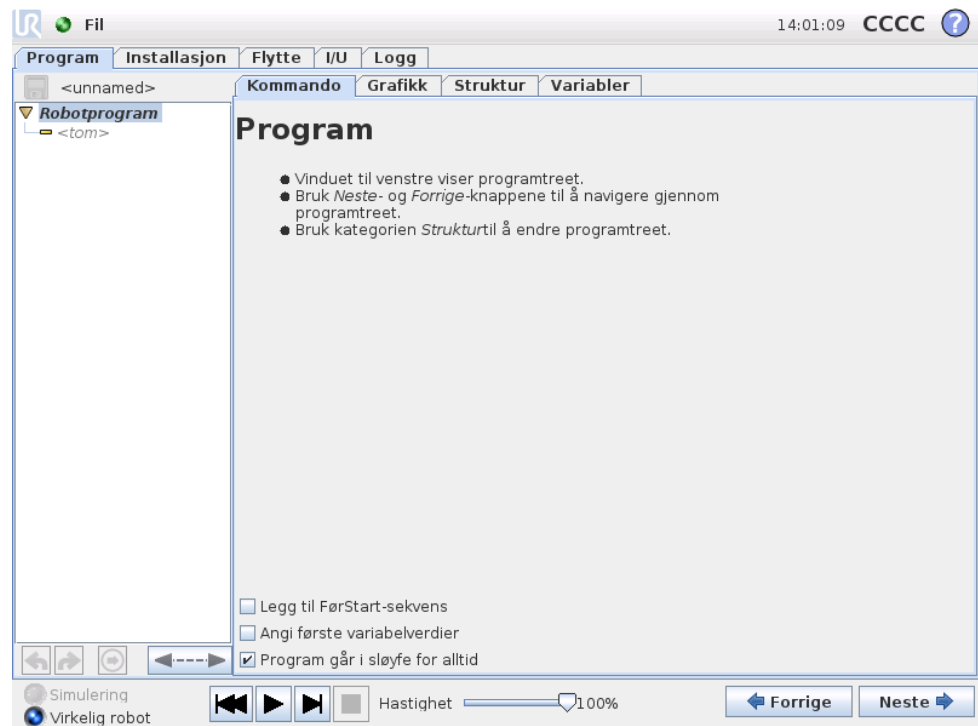 UR Fil 14:01:09 CCCC ?
Program Installasjon Flytte I/U Logg
<unnamed> Kommando Grafikk Struktur Variabler
Robotprogram
<tom>
Program
Vinduet til venstre viser programtreet.
Bruk Neste- og Forrige-knappene til å navigere gjennom
programtreet.
Bruk kategorien Strukturtil å endre programtreet.
Legg til FørStart-sekvens
Angi første variabelverdier
Program går i sløyfe for alltid
Simulering
Virkelig robot
Hastighet 100% Forrige Neste